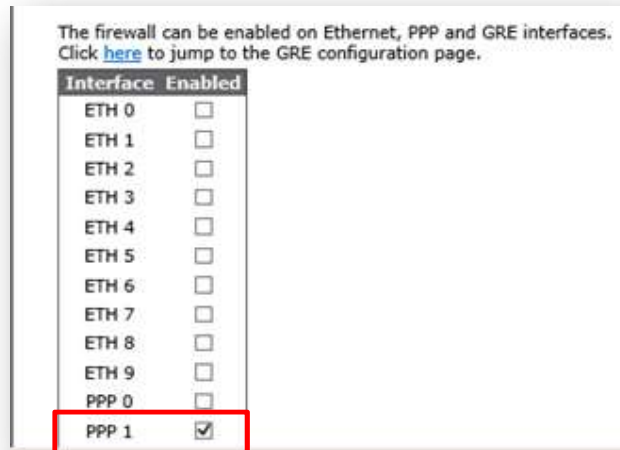 The firewall can be enabled on Ethernet, PPP and GRE interfaces.
Click here to jump to the GRE configuration page.
Interface Enabled
ETH 0
ETH 1
ETH 2
ETH 3
ETH 4
ETH 5
ETH 6
ETH 7
ETH 8
ETH 9
PPP 0
PPP 1